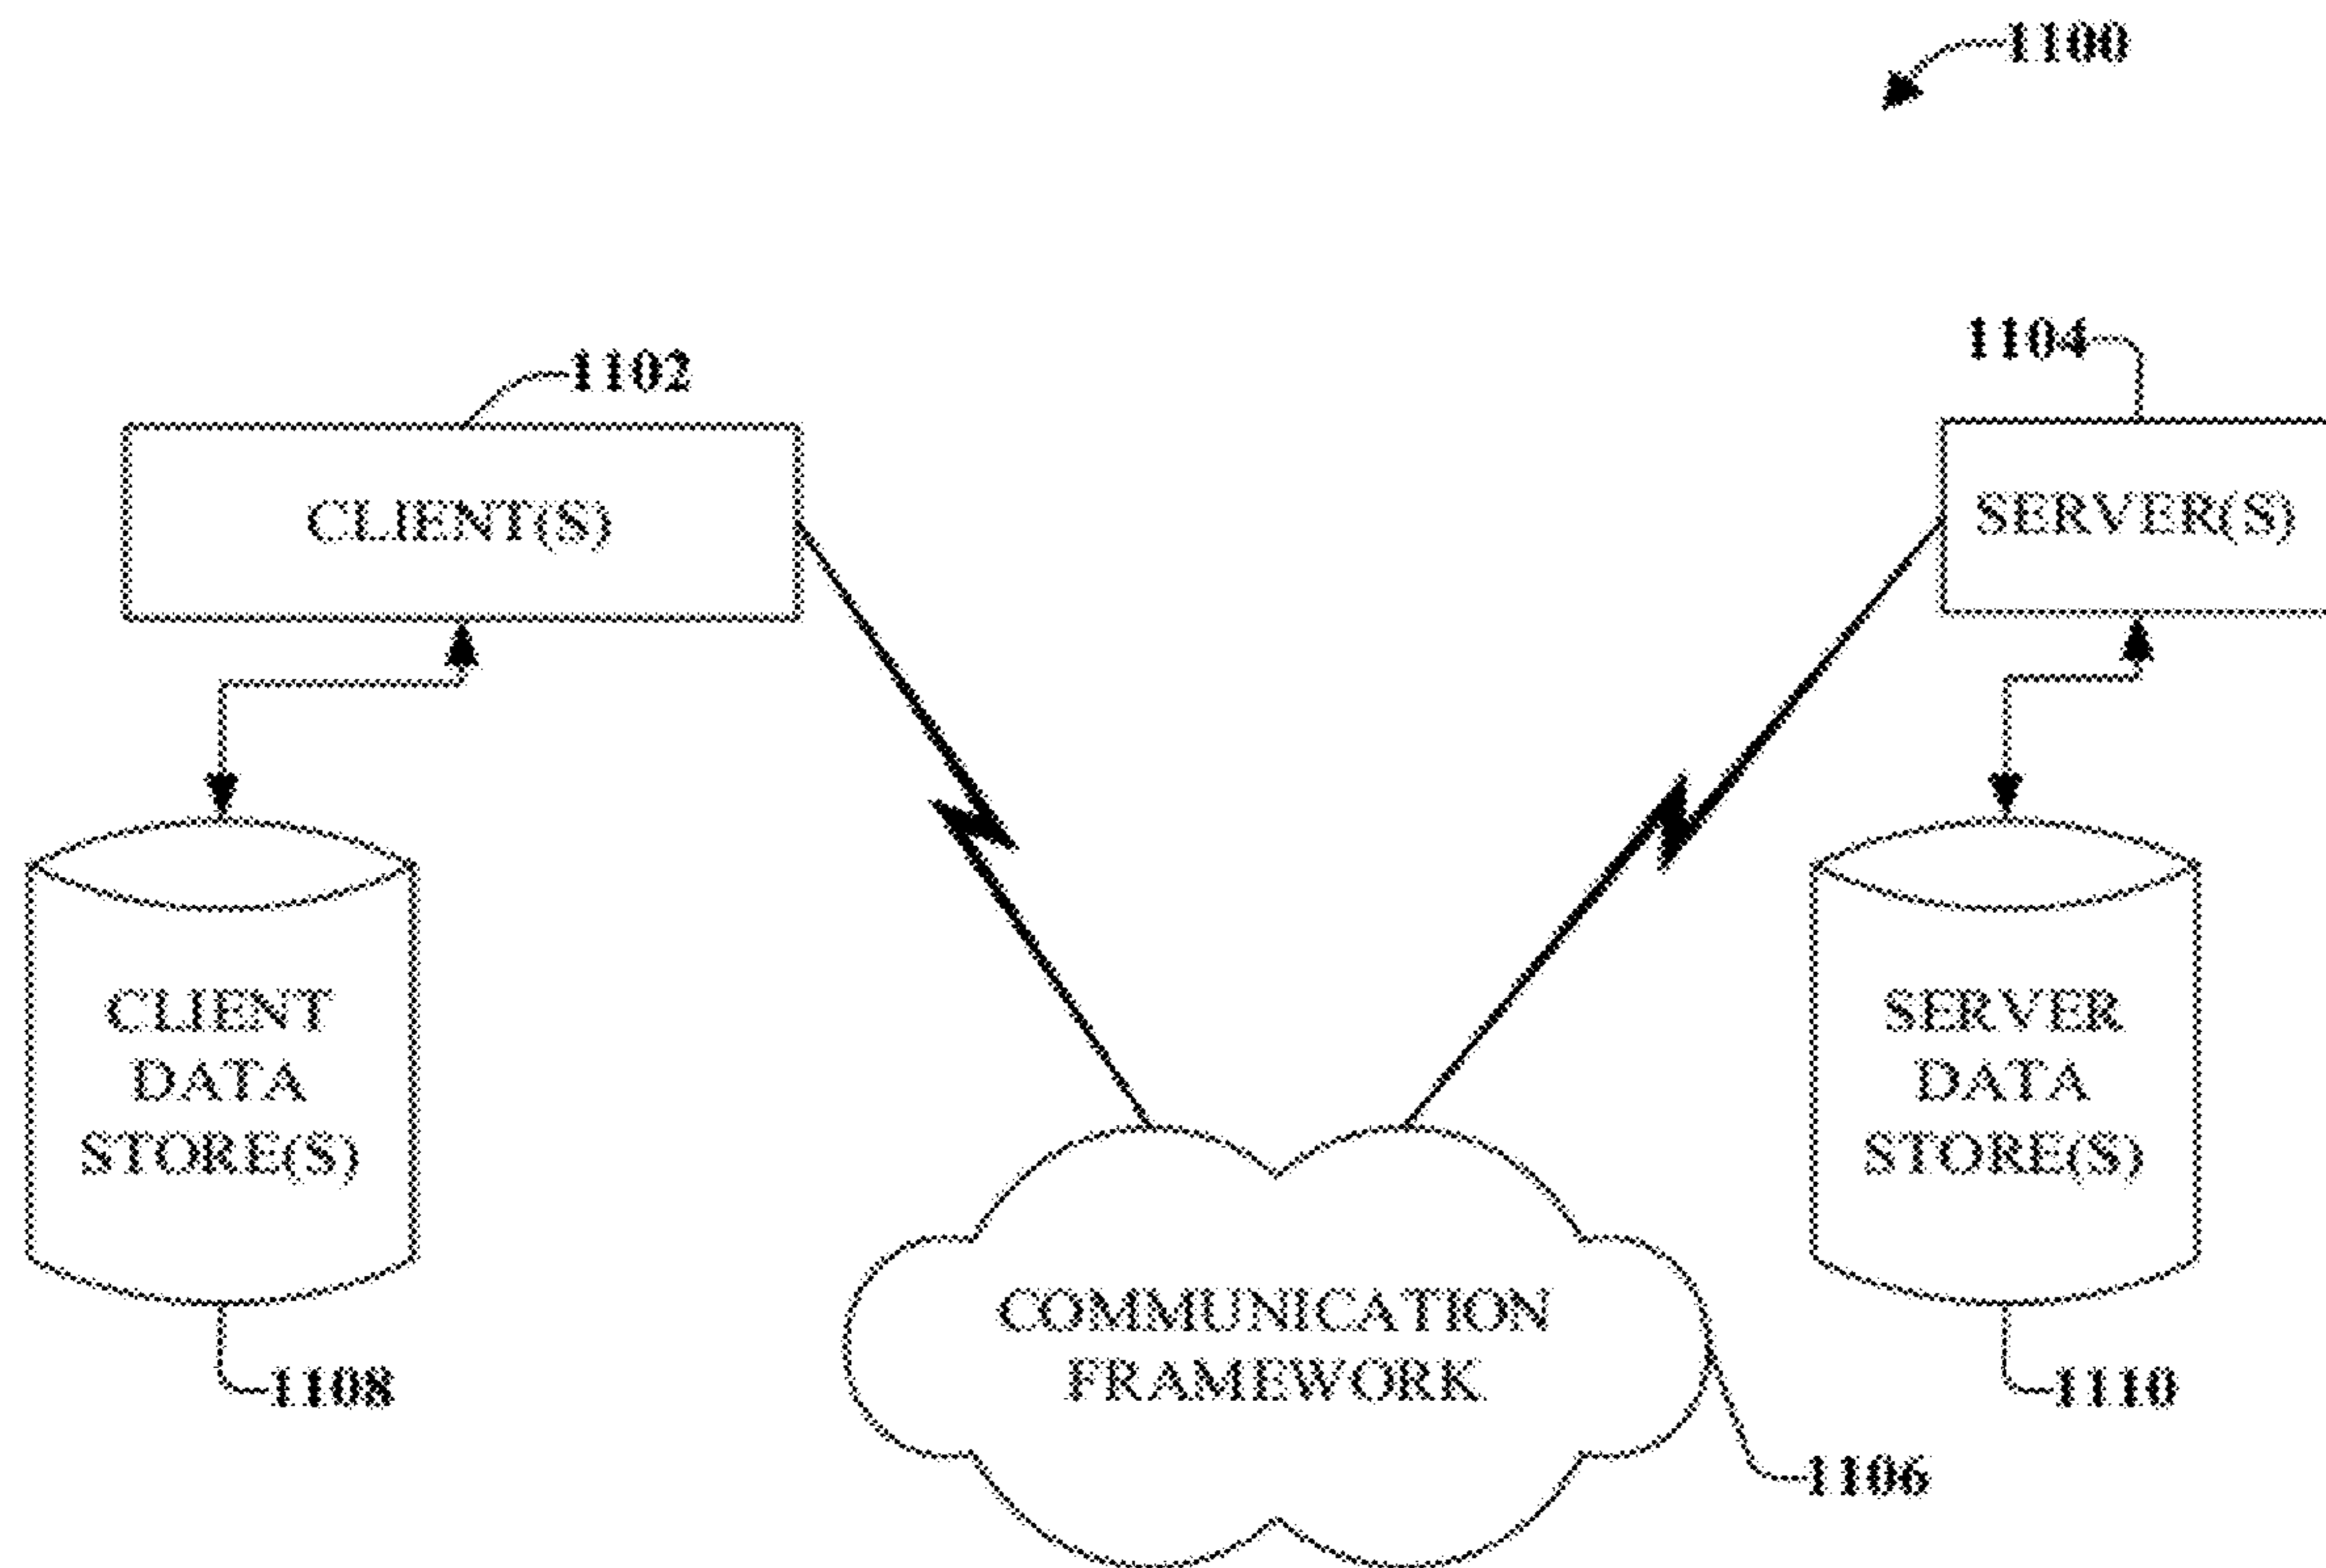 1100
1102
1104
CLIENT(S)
SERVER(S)
CLIENT
DATA
STORE(S)
SERVER
DATA
STORE(S)
COMMUNICATION
FRAMEWORK
1108
1110
1106